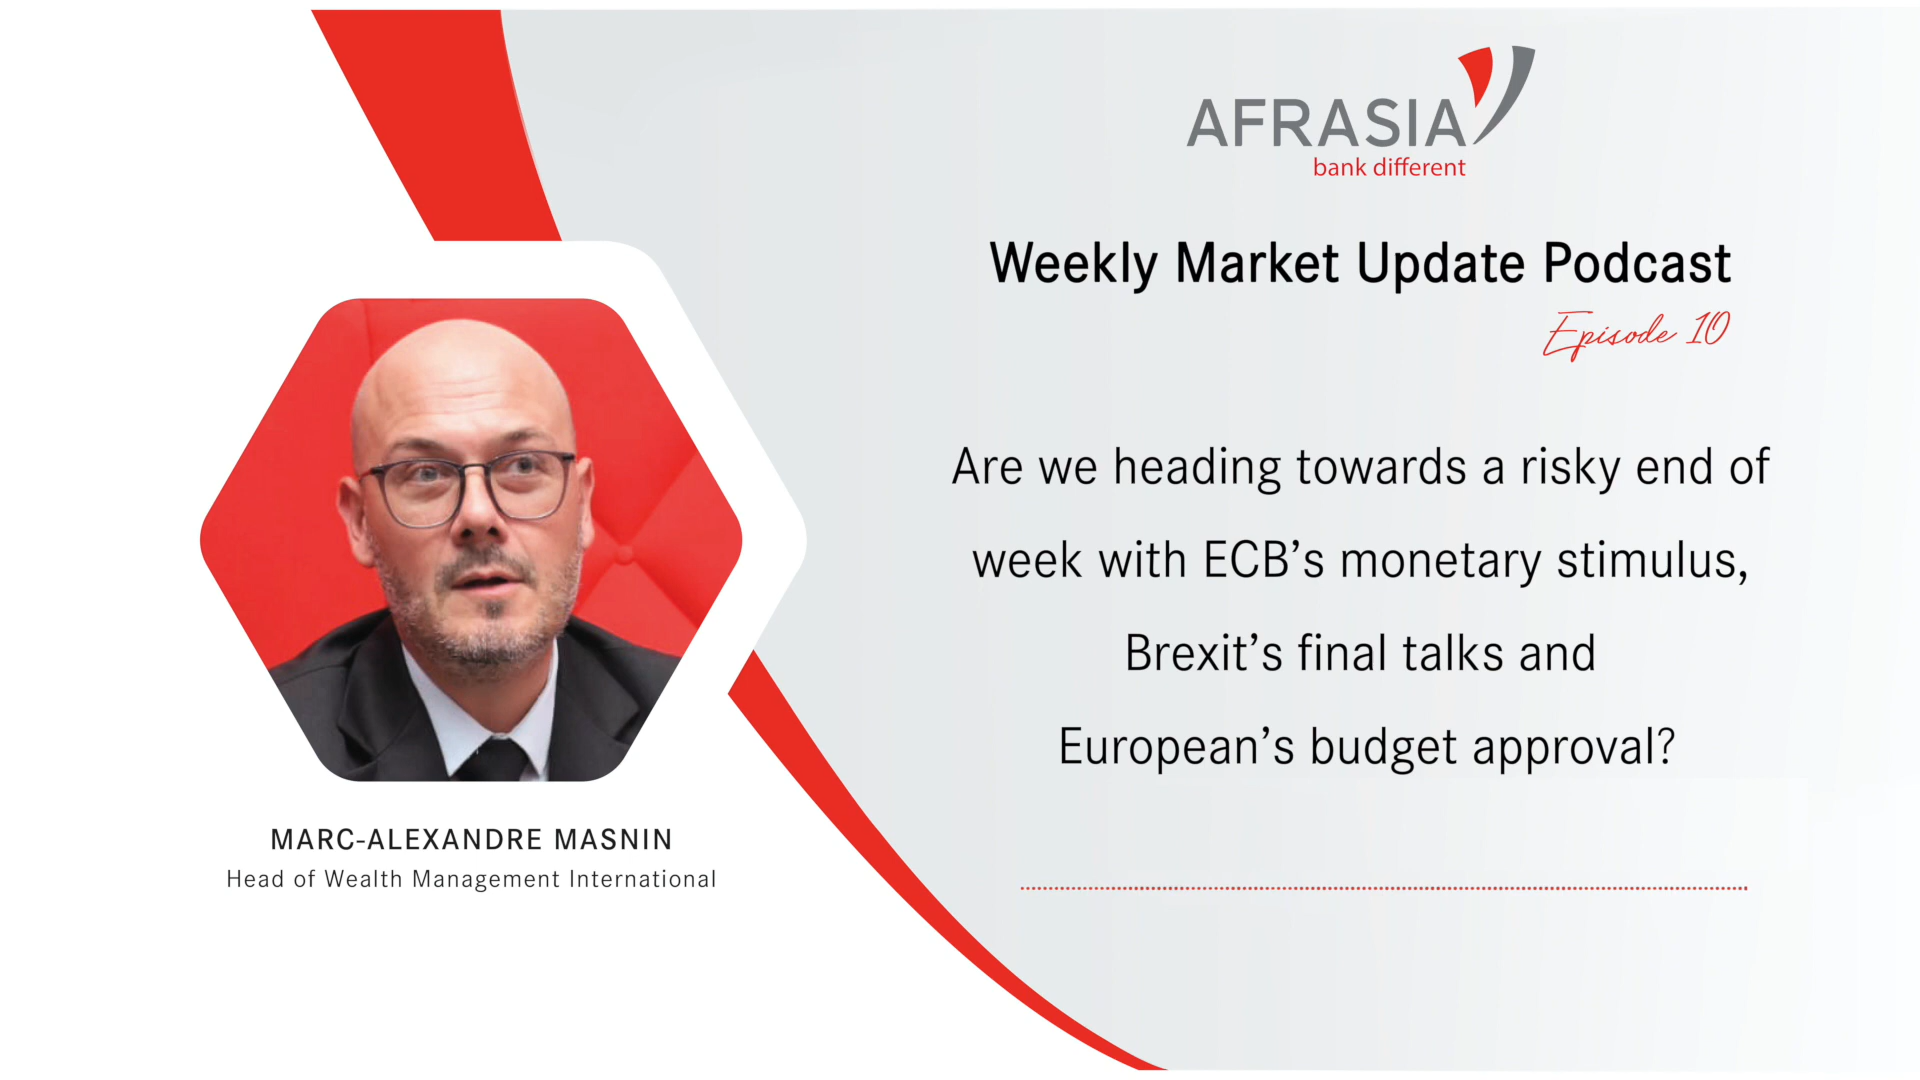 AFRASIA
bank different
Weekly Market Update Podcast
Episode 10
Are we heading towards a risky end of
week with ECB’s monetary stimulus,
Brexit’s final talks and
European’s budget approval?
MARC-ALEXANDRE MASNIN
Head of Wealth Management International